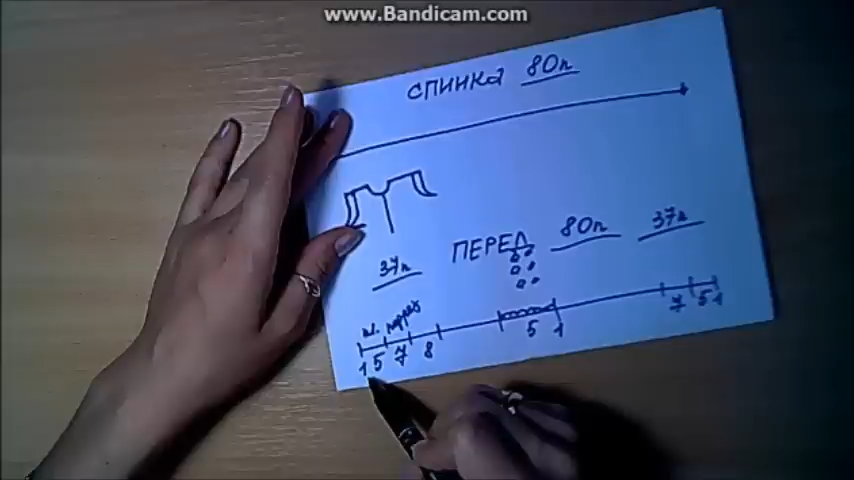 www.Bandicam.com
СПИНКА 80п
ПЕРЕД 80п 37п
37п
7 5 1
5 1
1 5 7 8